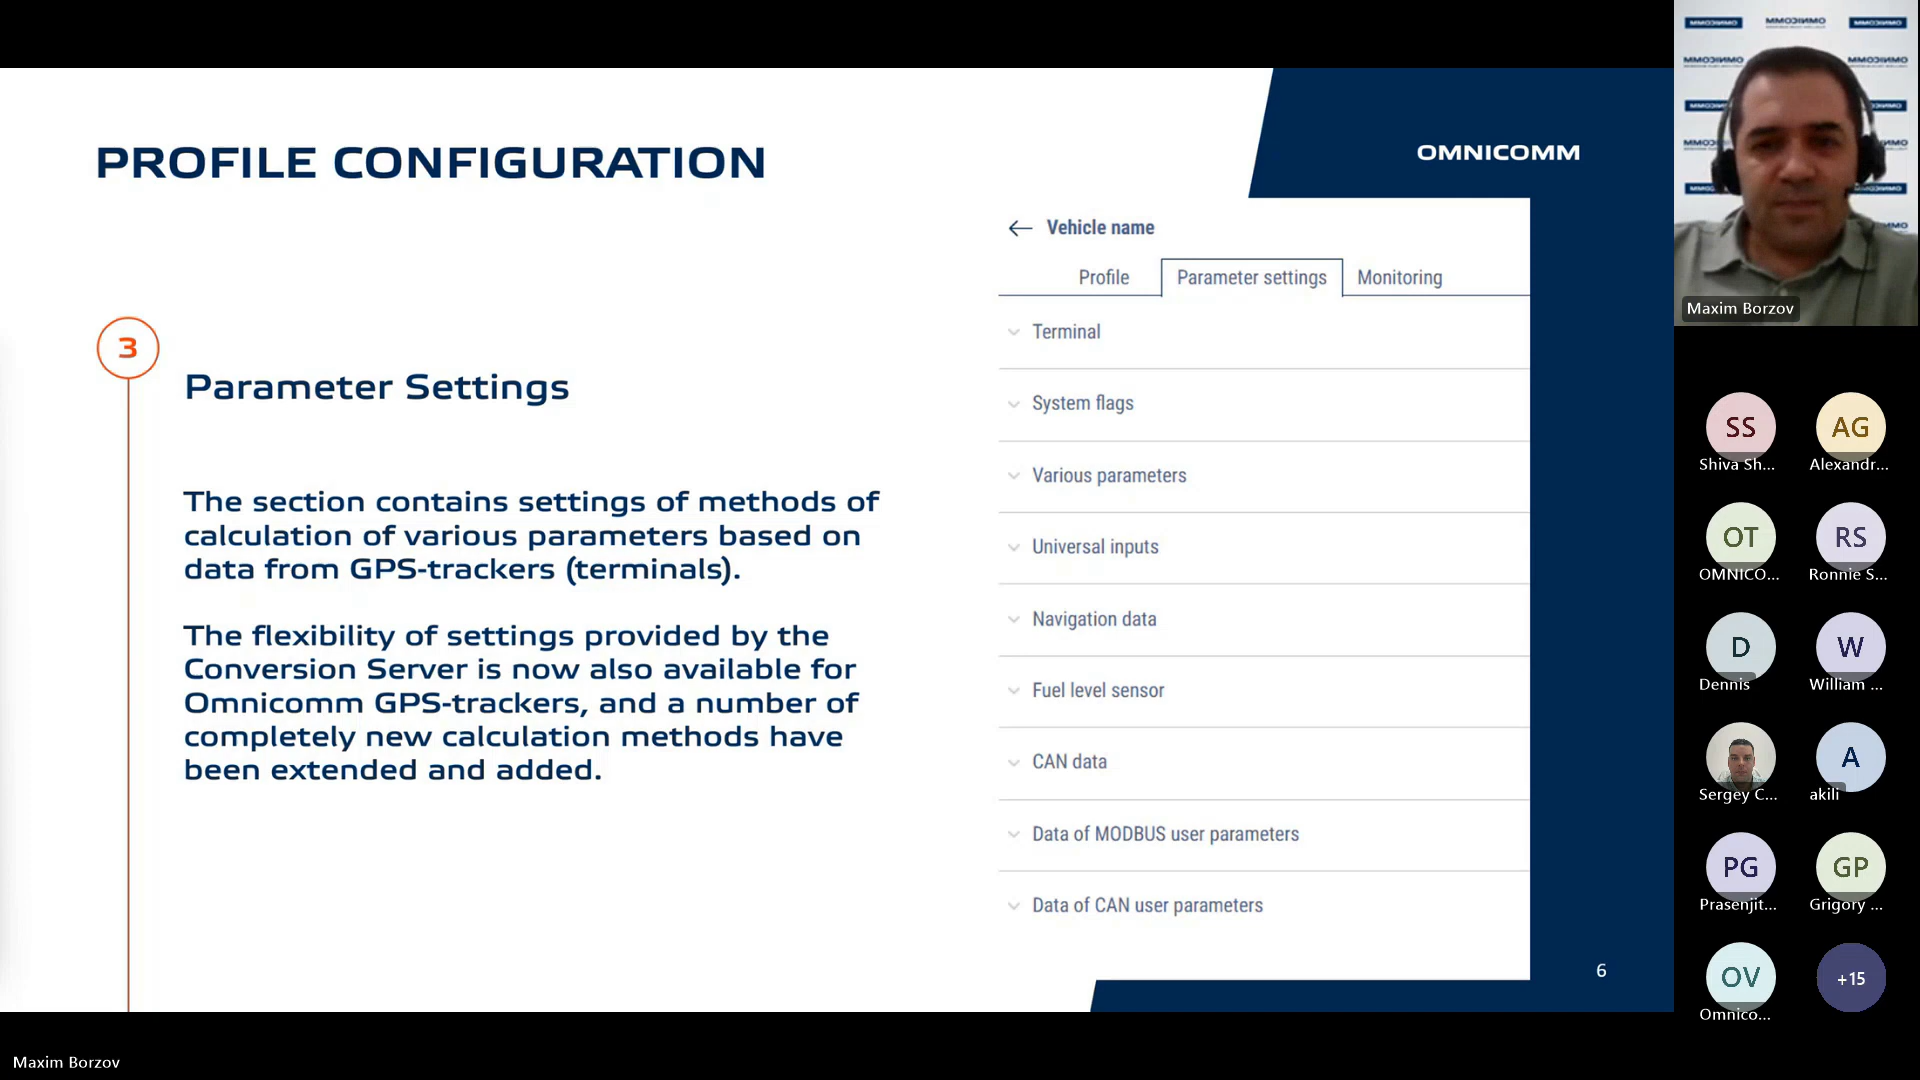 PROFILE CONFIGURATION
OMNICOMM
3
Parameter Settings
The section contains settings of methods of
calculation of various parameters based on
data from GPS-trackers (terminals).
The flexibility of settings provided by the
Conversion Server is now also available for
Omnicomm GPS-trackers, and a number of
completely new calculation methods have
been extended and added.
Vehicle name
Profile
Parameter settings
Monitoring
Terminal
System flags
Various parameters
Universal inputs
Navigation data
Fuel level sensor
CAN data
Data of MODBUS user parameters
Data of CAN user parameters
6
Maxim Borzov
SS
Shiva Sh...
AG
Alexandr...
OT
OMNICO...
RS
Ronnie S...
D
Dennis
W
William ...
Sergey C...
A
akili
PG
Prasenjit...
GP
Grigory ...
OV
Omnico...
+15
Maxim Borzov